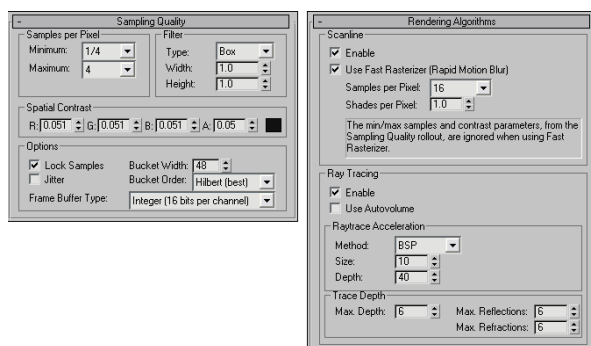 - Sampling Quality
Samples per Pixel
Minimum: 1/4
Maximum: 4
Filter
Type: Box
Width: 1.0
Height: 1.0
Spatial Contrast
R: 0.051 G: 0.051 B: 0.051 A: 0.05
Options
Lock Samples Bucket Width: 48
Jitter Bucket Order: Hilbert (best)
Frame Buffer Type: Integer (16 bits per channel)
- Rendering Algorithms
Scanline
Enable
Use Fast Rasterizer (Rapid Motion Blur)
Samples per Pixel: 16
Shades per Pixel: 1.0
The min/max samples and contrast parameters, from the
Sampling Quality rollout, are ignored when using Fast
Rasterizer.
Ray Tracing
Enable
Use Autovolume
Raytrace Acceleration
Method: BSP
Size: 10
Depth: 40
Trace Depth
Max. Depth: 6 Max. Reflections: 6
Max. Refractions: 6